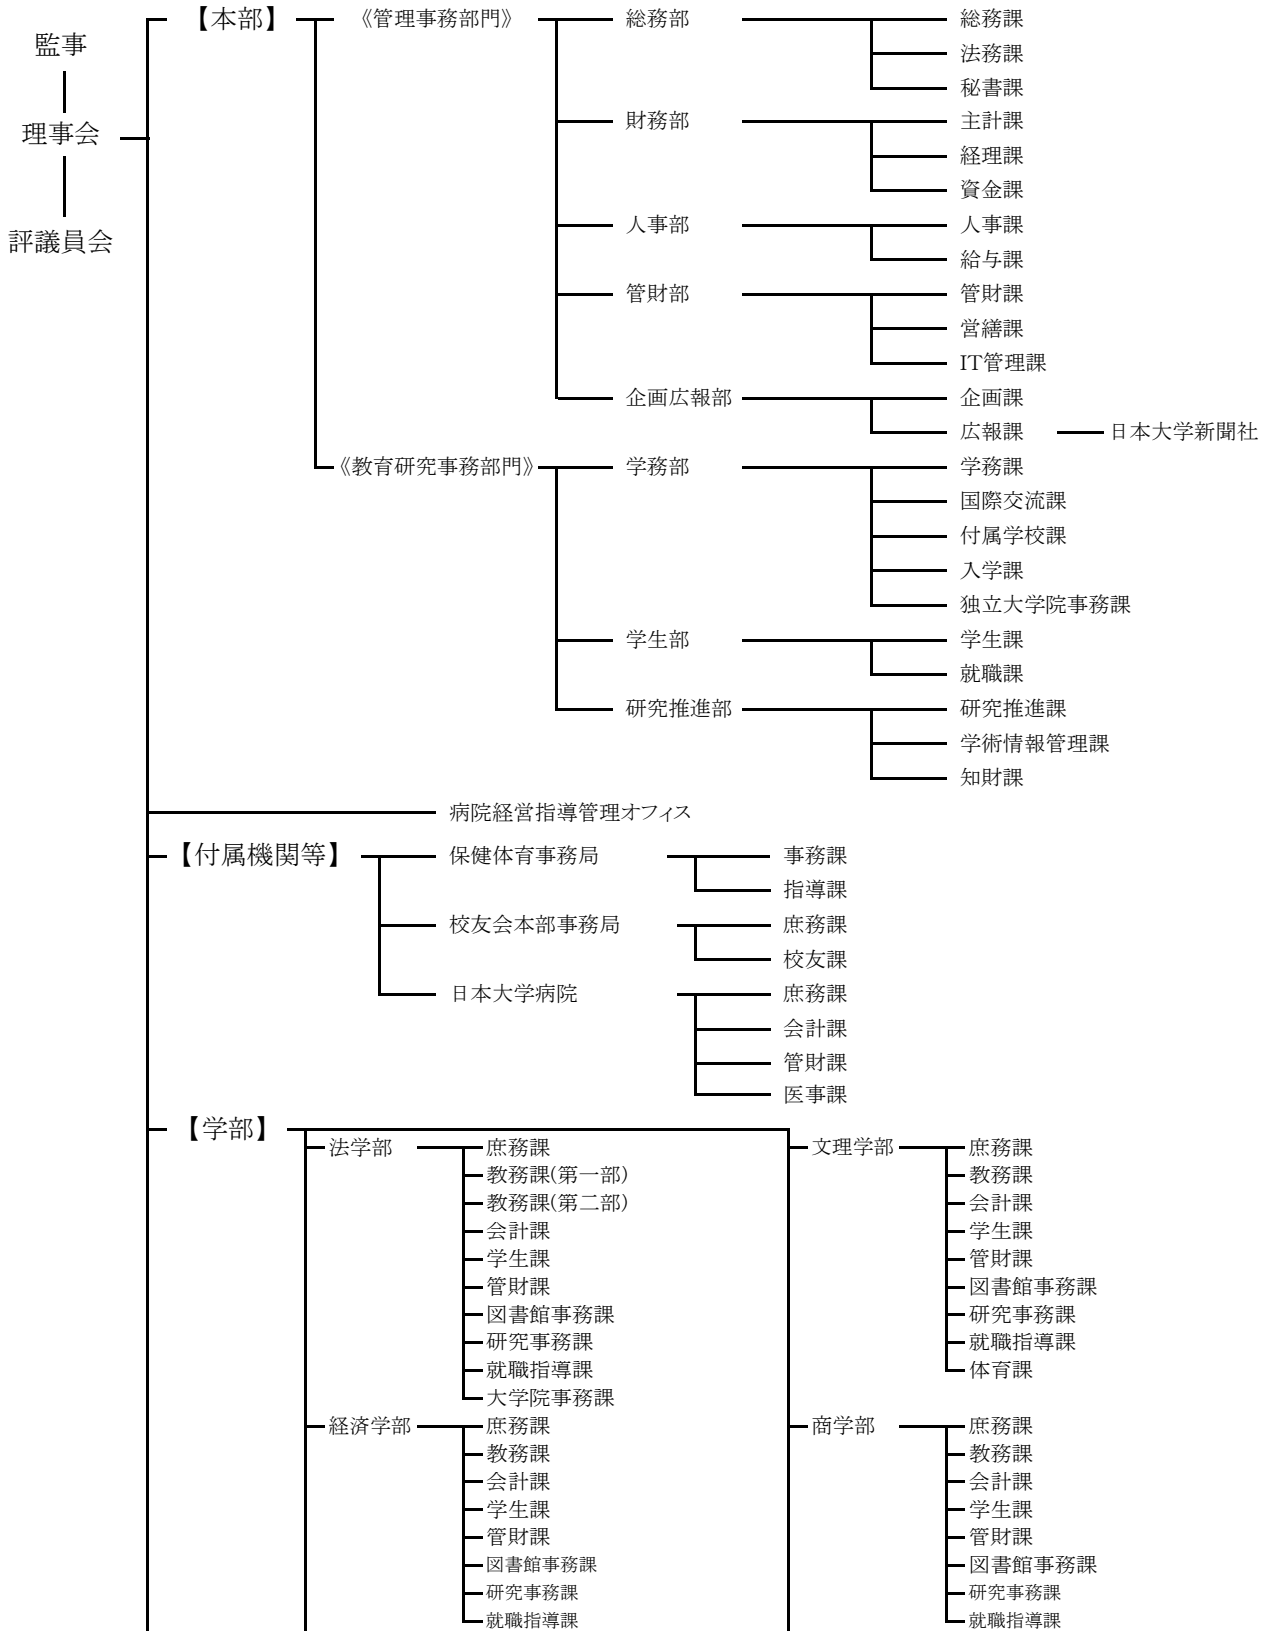 監事
理事会
評議員会
【本部】 《管理事務部門》 総務部 総務課
法務課
秘書課
財務部 主計課
経理課
資金課
人事部 人事課
給与課
管財部 管財課
営繕課
IT管理課
企画広報部 企画課
広報課 日本大学新聞社
《教育研究事務部門》 学務部 学務課
国際交流課
付属学校課
入学課
独立大学院事務課
学生部 学生課
就職課
研究推進部 研究推進課
学術情報管理課
知財課
病院経営指導管理オフィス
【付属機関等】 保健体育事務局 事務課
指導課
校友会本部事務局 庶務課
校友課
日本大学病院 庶務課
会計課
管財課
医事課
【学部】
法学部 庶務課
教務課(第一部)
教務課(第二部)
会計課
学生課
管財課
図書館事務課
研究事務課
就職指導課
大学院事務課
経済学部 庶務課
教務課
会計課
学生課
管財課
図書館事務課
研究事務課
就職指導課
文理学部 庶務課
教務課
会計課
学生課
管財課
図書館事務課
研究事務課
就職指導課
体育課
商学部 庶務課
教務課
会計課
学生課
管財課
図書館事務課
研究事務課
就職指導課